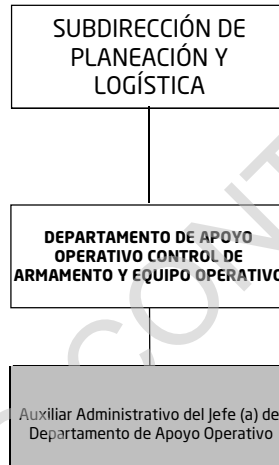 SUBDIRECCIÓN DE
PLANEACIÓN Y
LOGÍSTICA
DEPARTAMENTO DE APOYO
OPERATIVO CONTROL DE
ARMAMENTO Y EQUIPO OPERATIVO
Auxiliar Administrativo del Jefe (a) de
Departamento de Apoyo Operativo